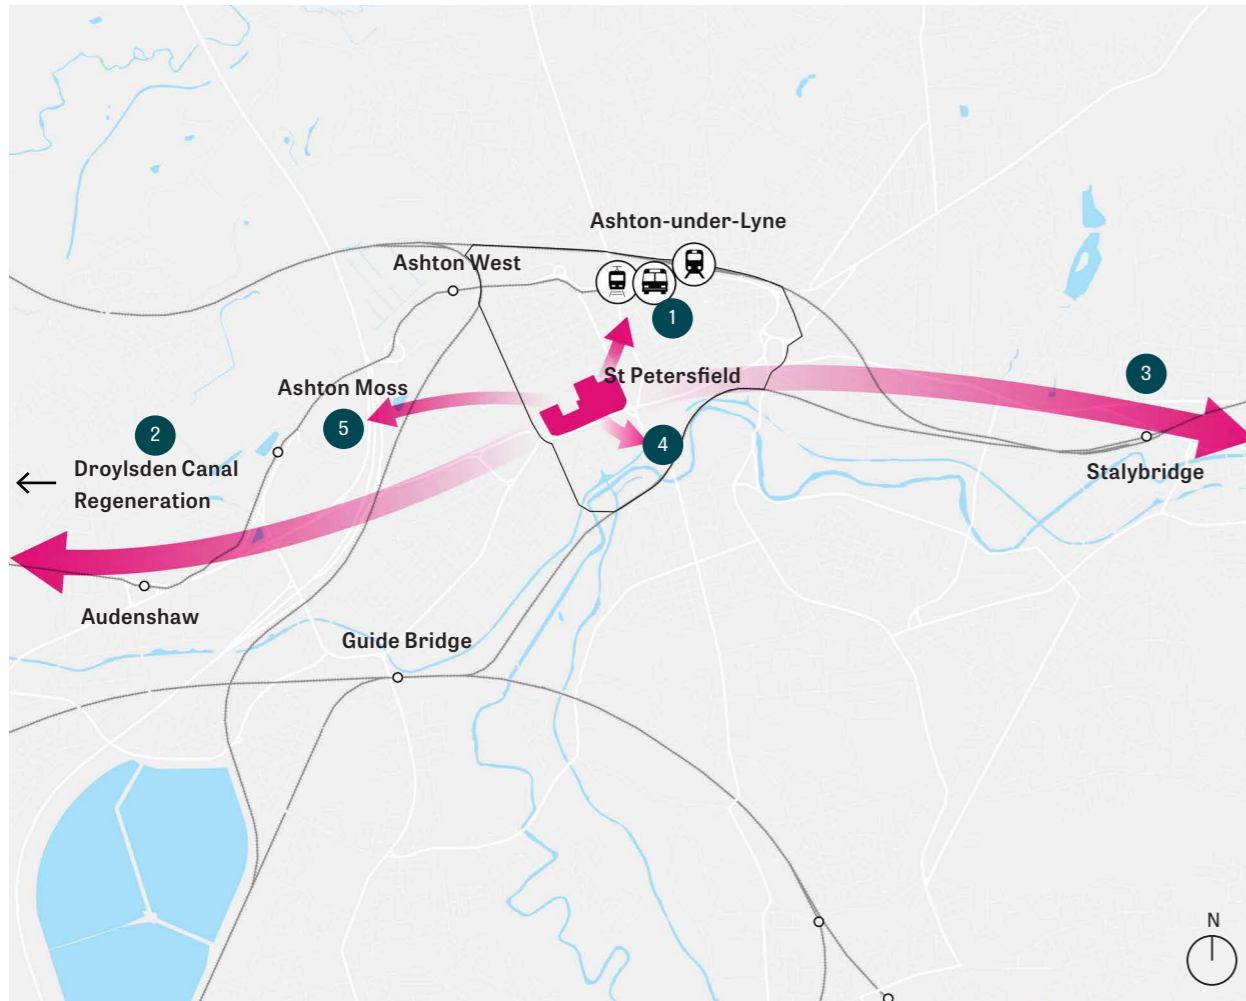 Ashton-under-Lyne
Ashton West
1
St Petersfield
Ashton Moss
3
2
5
4
Droylsden Canal
Regeneration
Stalybridge
Audenshaw
Guide Bridge
N